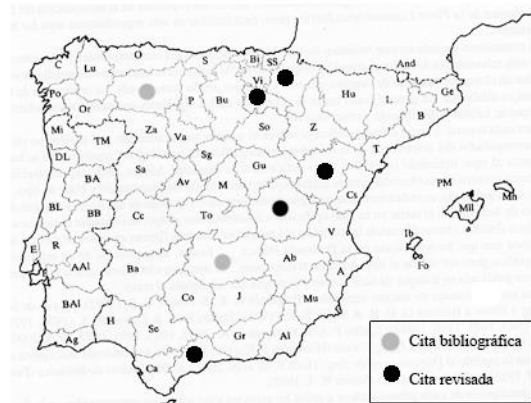 O S Bi SS And
Lu Vi
Po P Bu Hu L Ge
Or B
Mi Za Va So Z T
DL TM
Sg Gu
BA Sa Av M Cs PM Mn
BL BB Mll
Cc To V Ib
E R Fo
AAl Ba Ab A
BAl Co J Mu
H Se
Ag Gr Al
Ca
Cita bibliográfica
Cita revisada